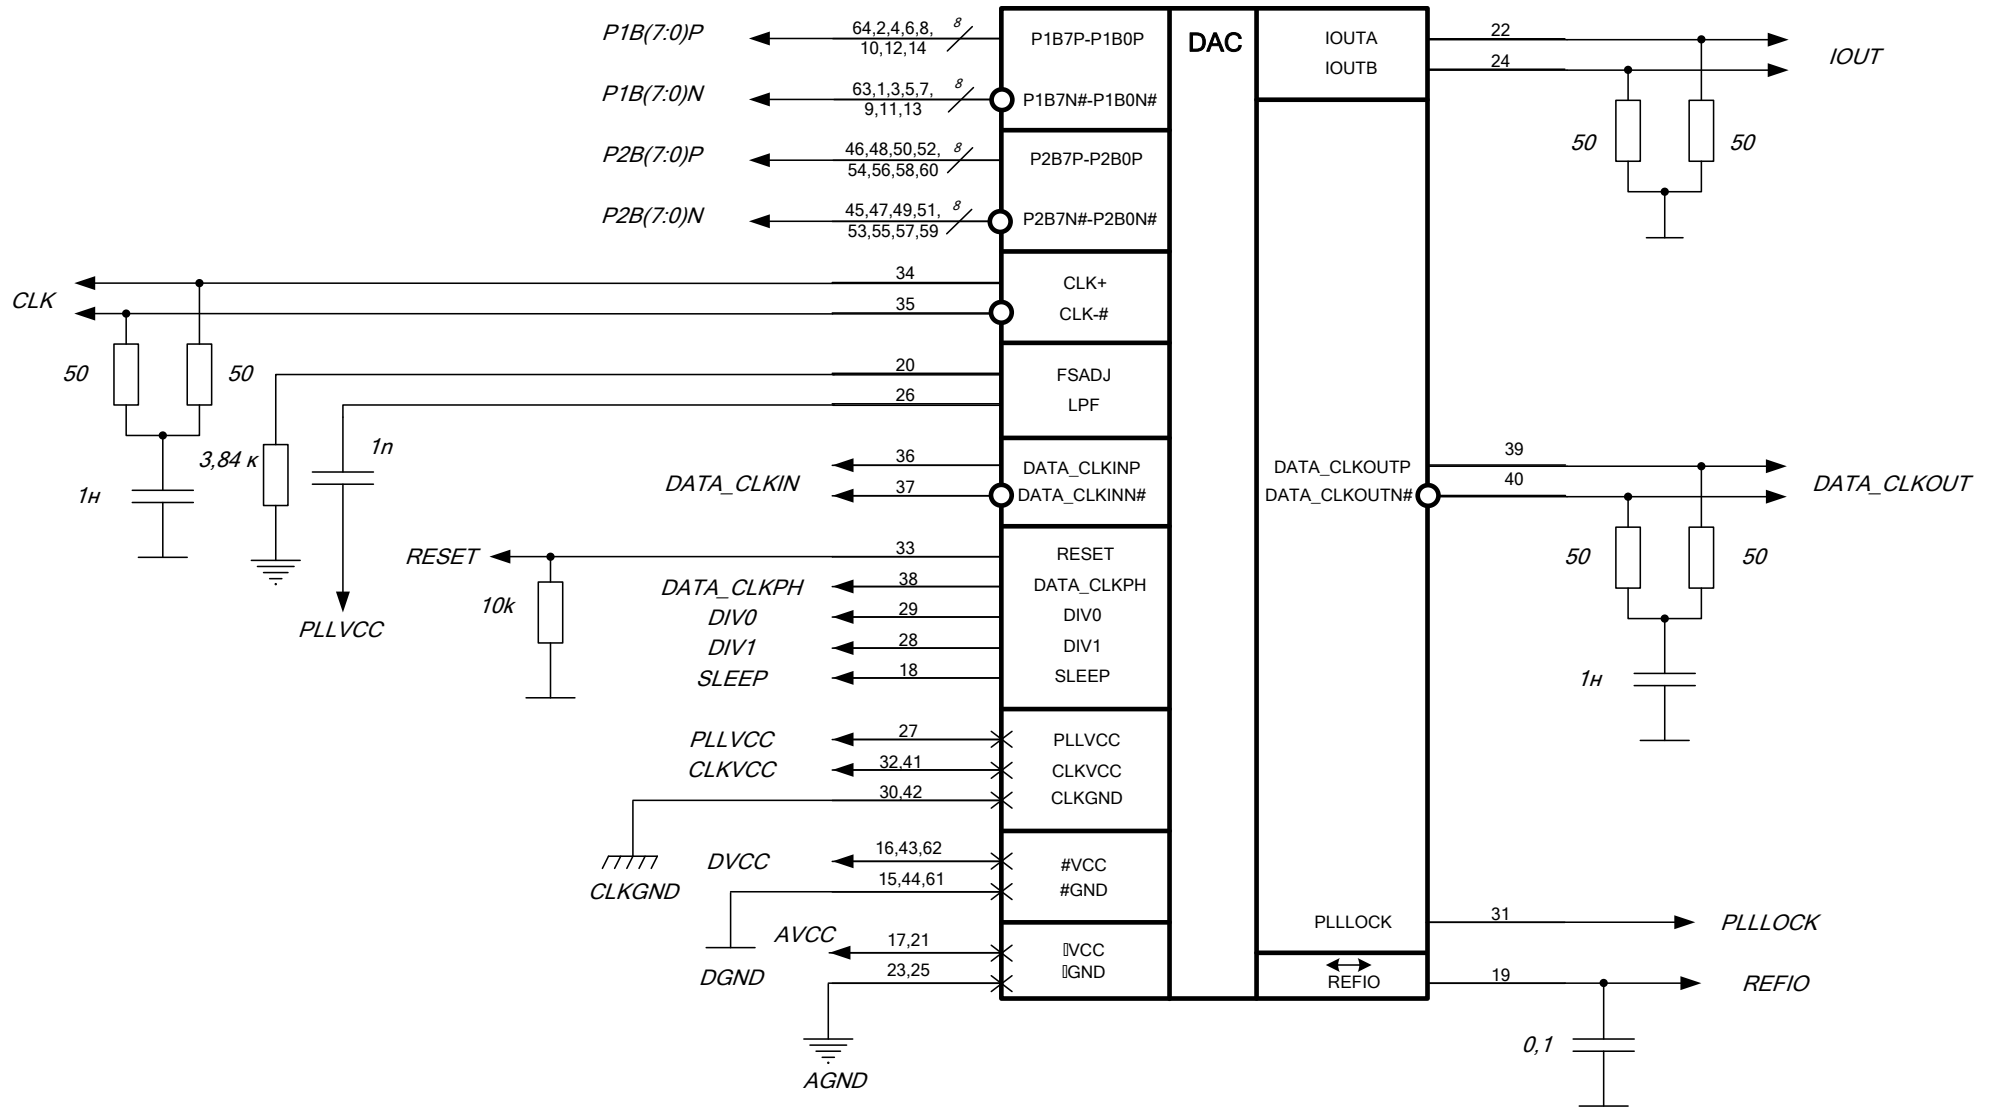 P1B(7:0)P
64,2,4,6,8,
10,12,14
8
P1B7P-P1B0P
DAC
IOUTA
22
IOUTB
24
IOUT
P1B(7:0)N
63,1,3,5,7,
9,11,13
8
P1B7N#-P1B0N#
50
50
P2B(7:0)P
46,48,50,52,
54,56,58,60
8
P2B7P-P2B0P
P2B(7:0)N
45,47,49,51,
53,55,57,59
8
P2B7N#-P2B0N#
CLK
34
CLK+
35
CLK-#
50
50
20
FSADJ
26
LPF
3,84 к
1n
1н
PLLVCC
DATA_CLKIN
36
DATA_CLKINP
37
DATA_CLKINN#
DATA_CLKOUTP
39
DATA_CLKOUTN#
40
DATA_CLKOUT
50
50
1н
RESET
33
RESET
10k
DATA_CLKPH
38
DATA_CLKPH
DIV0
29
DIV0
DIV1
28
DIV1
SLEEP
18
SLEEP
PLLVCC
27
PLLVCC
CLKVCC
32,41
CLKVCC
30,42
CLKGND
CLKGND
DVCC
16,43,62
#VCC
15,44,61
#GND
DGND
AVCC
17,21
▯VCC
23,25
▯GND
AGND
PLLLOCK
31
PLLLOCK
REFIO
19
REFIO
0,1